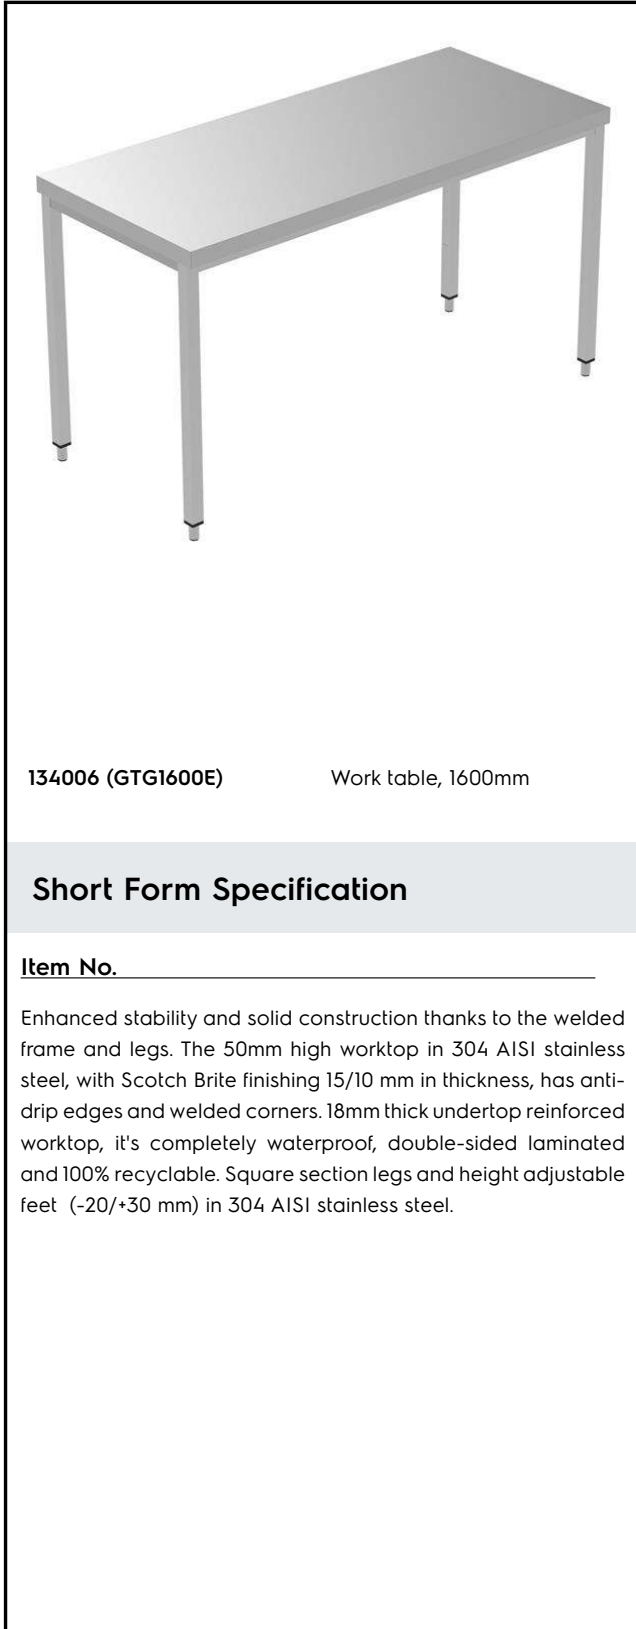 134006 (GTG1600E) Work table, 1600mm
Short Form Specification
Item No.
Enhanced stability and solid construction thanks to the welded
frame and legs. The 50mm high worktop in 304 AISI stainless
steel, with Scotch Brite finishing 15/10 mm in thickness, has anti-
drip edges and welded corners. 18mm thick undertop reinforced
worktop, it's completely waterproof, double-sided laminated
and 100% recyclable. Square section legs and height adjustable
feet (-20/+30 mm) in 304 AISI stainless steel.